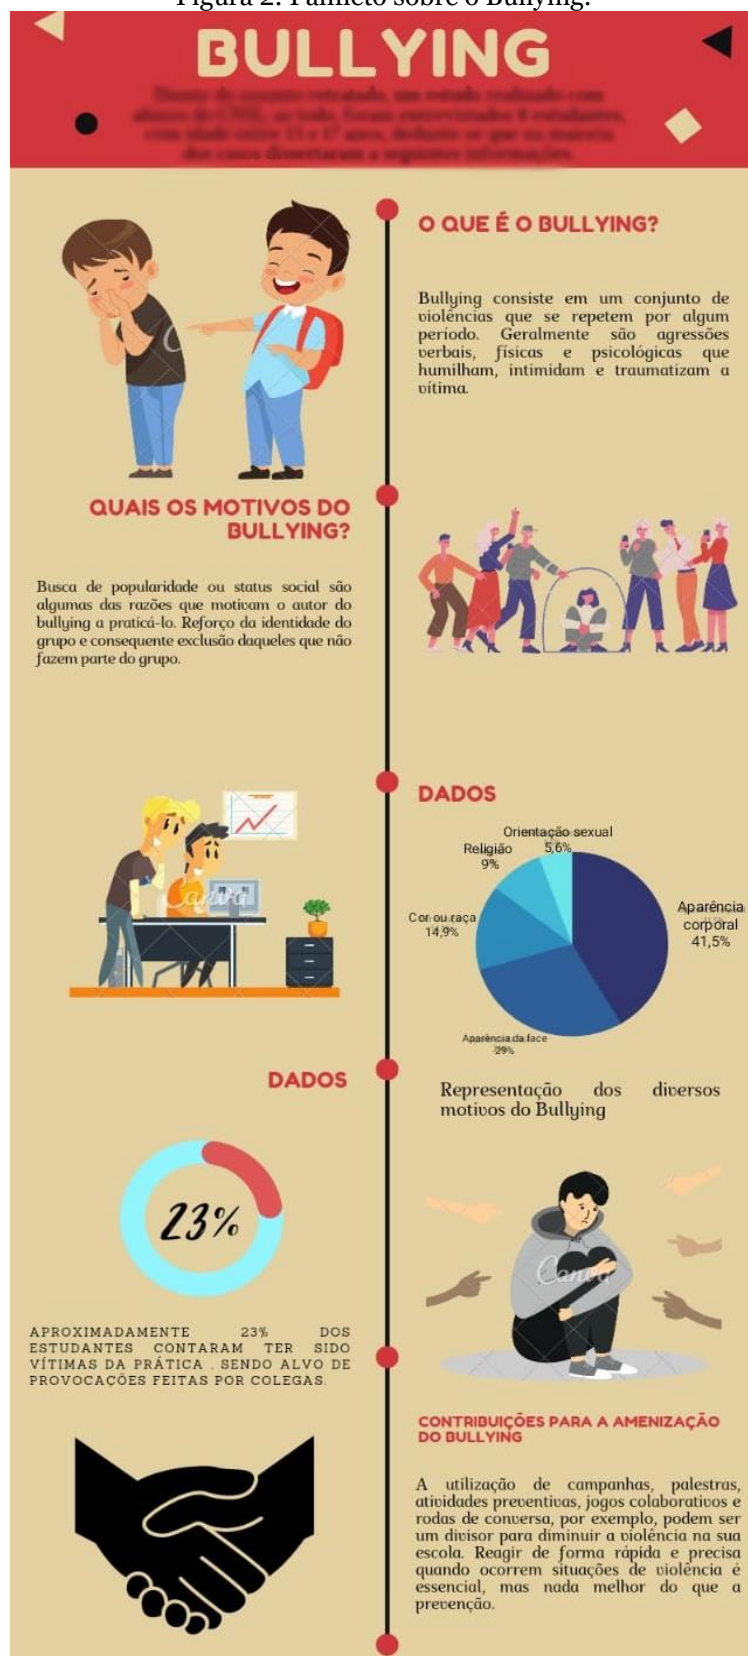 Figura 2: Panfleto sobre o Bullying.
BULLYING
O QUE É O BULLYING?
Bullying consiste em um conjunto de
violências que se repetem por algum
período. Geralmente são agressões
verbais, físicas e psicológicas que
humilham, intimidam e traumatizam a
vítima.
QUAIS OS MOTIVOS DO
BULLYING?
Busca de popularidade ou status social são
algumas das razões que motivam o autor do
bullying a praticá-lo. Reforço da identidade do
grupo e consequente exclusão daqueles que não
fazem parte do grupo.
Canva
DADOS
Orientação sexual
5,6%
Religião
9%
Cor ou raça
14,9%
Aparência
corporal
41,5%
Aparência da face
29%
Representação dos diversos
motivos do Bullying
DADOS
23%
APROXIMADAMENTE 23% DOS
ESTUDANTES CONTARAM TER SIDO
VÍTIMAS DA PRÁTICA . SENDO ALVO DE
PROVOCAÇÕES FEITAS POR COLEGAS.
Canva
CONTRIBUIÇÕES PARA A AMENIZAÇÃO
DO BULLYING
A utilização de campanhas, palestras,
atividades preventivas, jogos colaborativos e
rodas de conversa, por exemplo, podem ser
um divisor para diminuir a violência na sua
escola. Reagir de forma rápida e precisa
quando ocorrem situações de violência é
essencial, mas nada melhor do que a
prevenção.